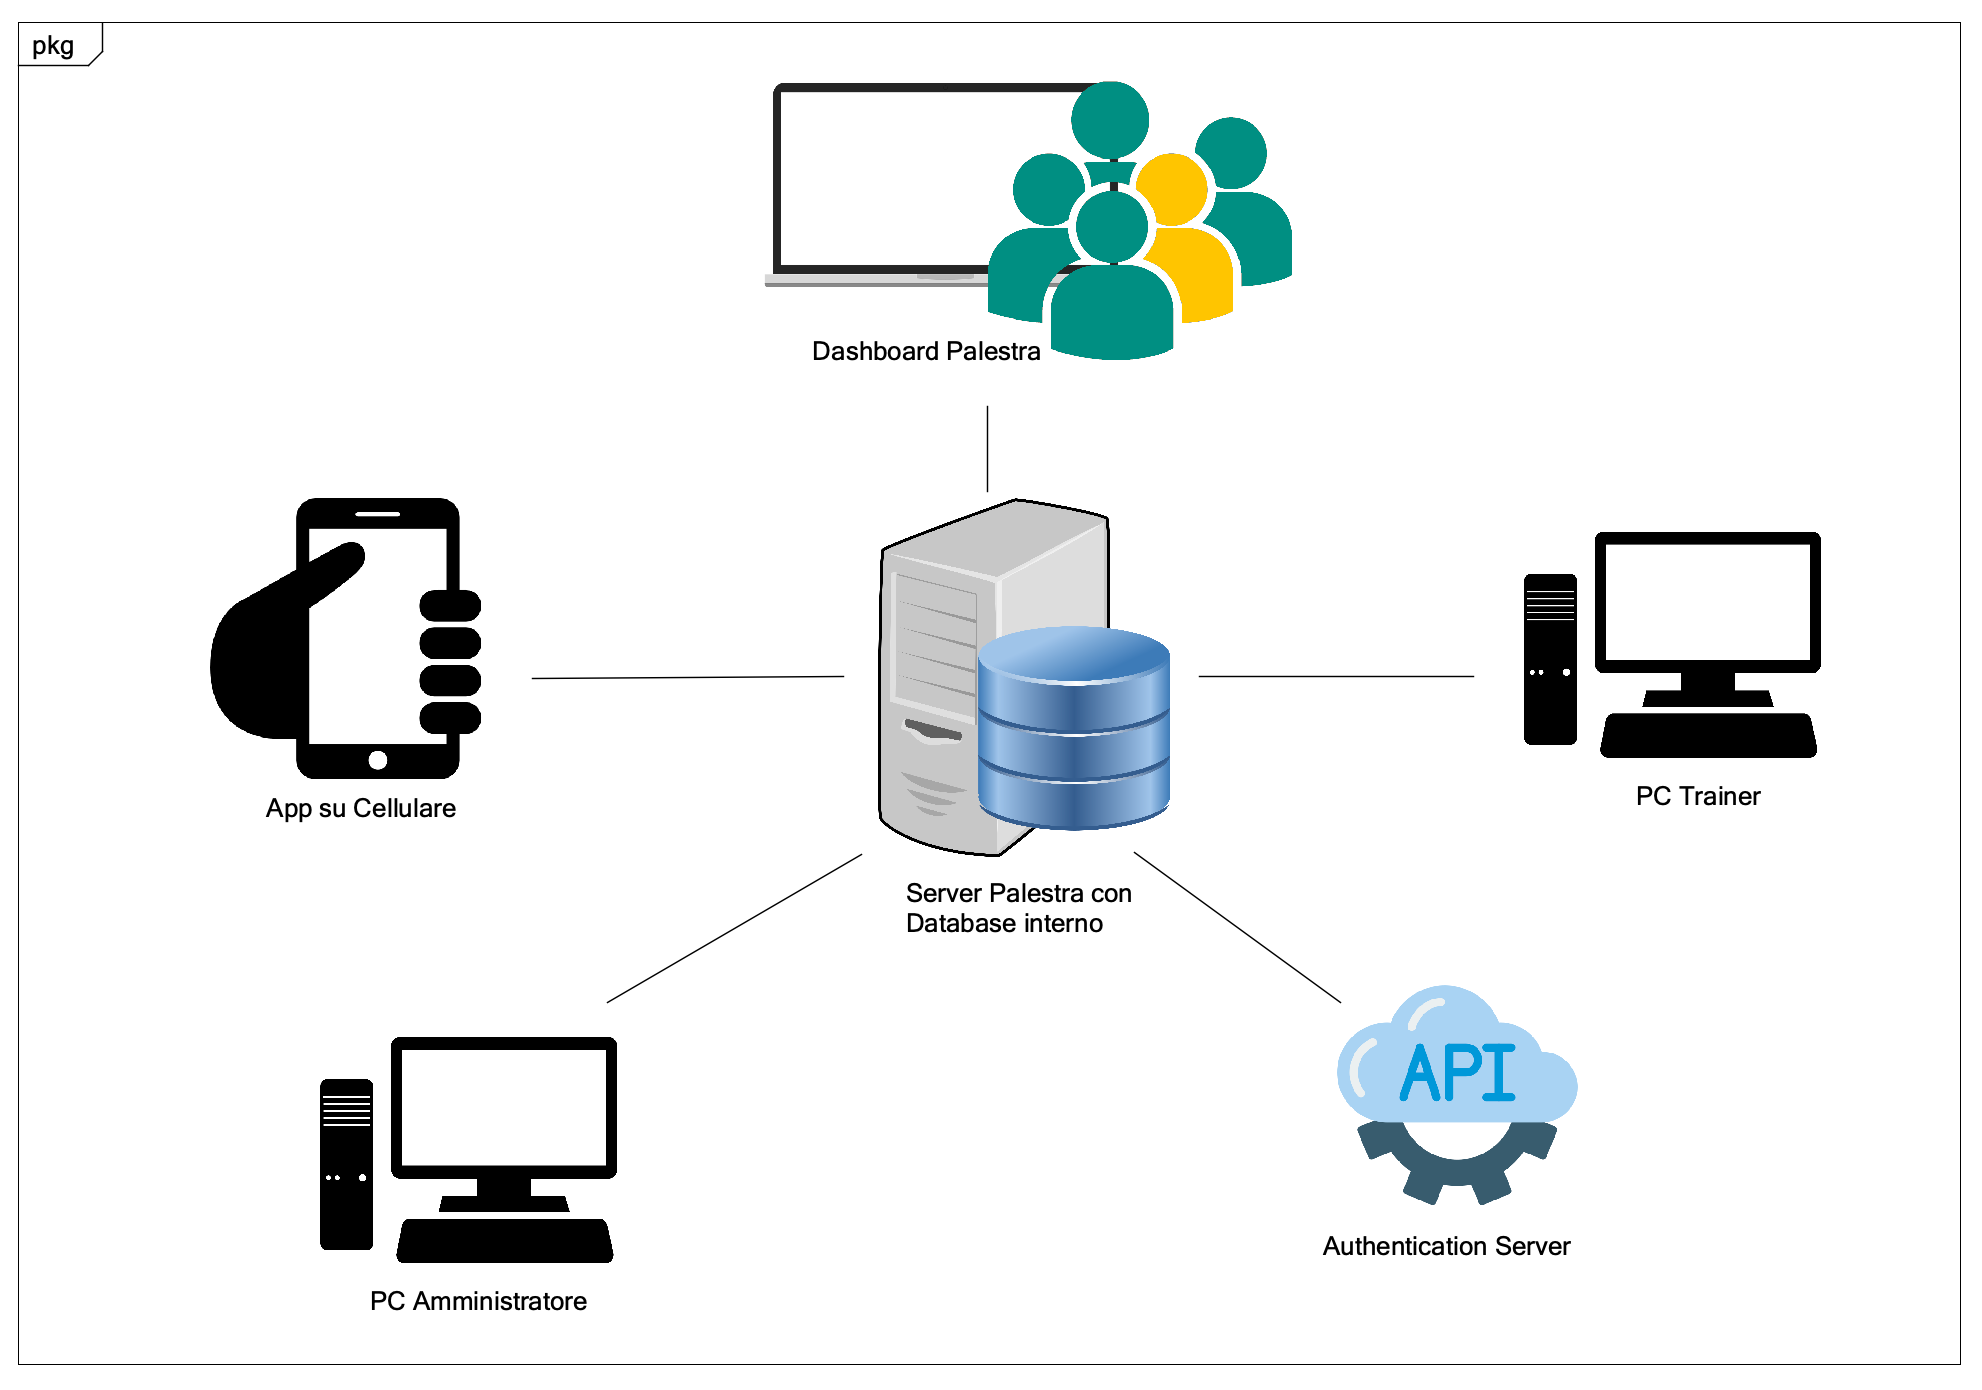 pkg
Dashboard Palestra
App su Cellulare
PC Trainer
Server Palestra con
Database interno
API
Authentication Server
PC Amministratore